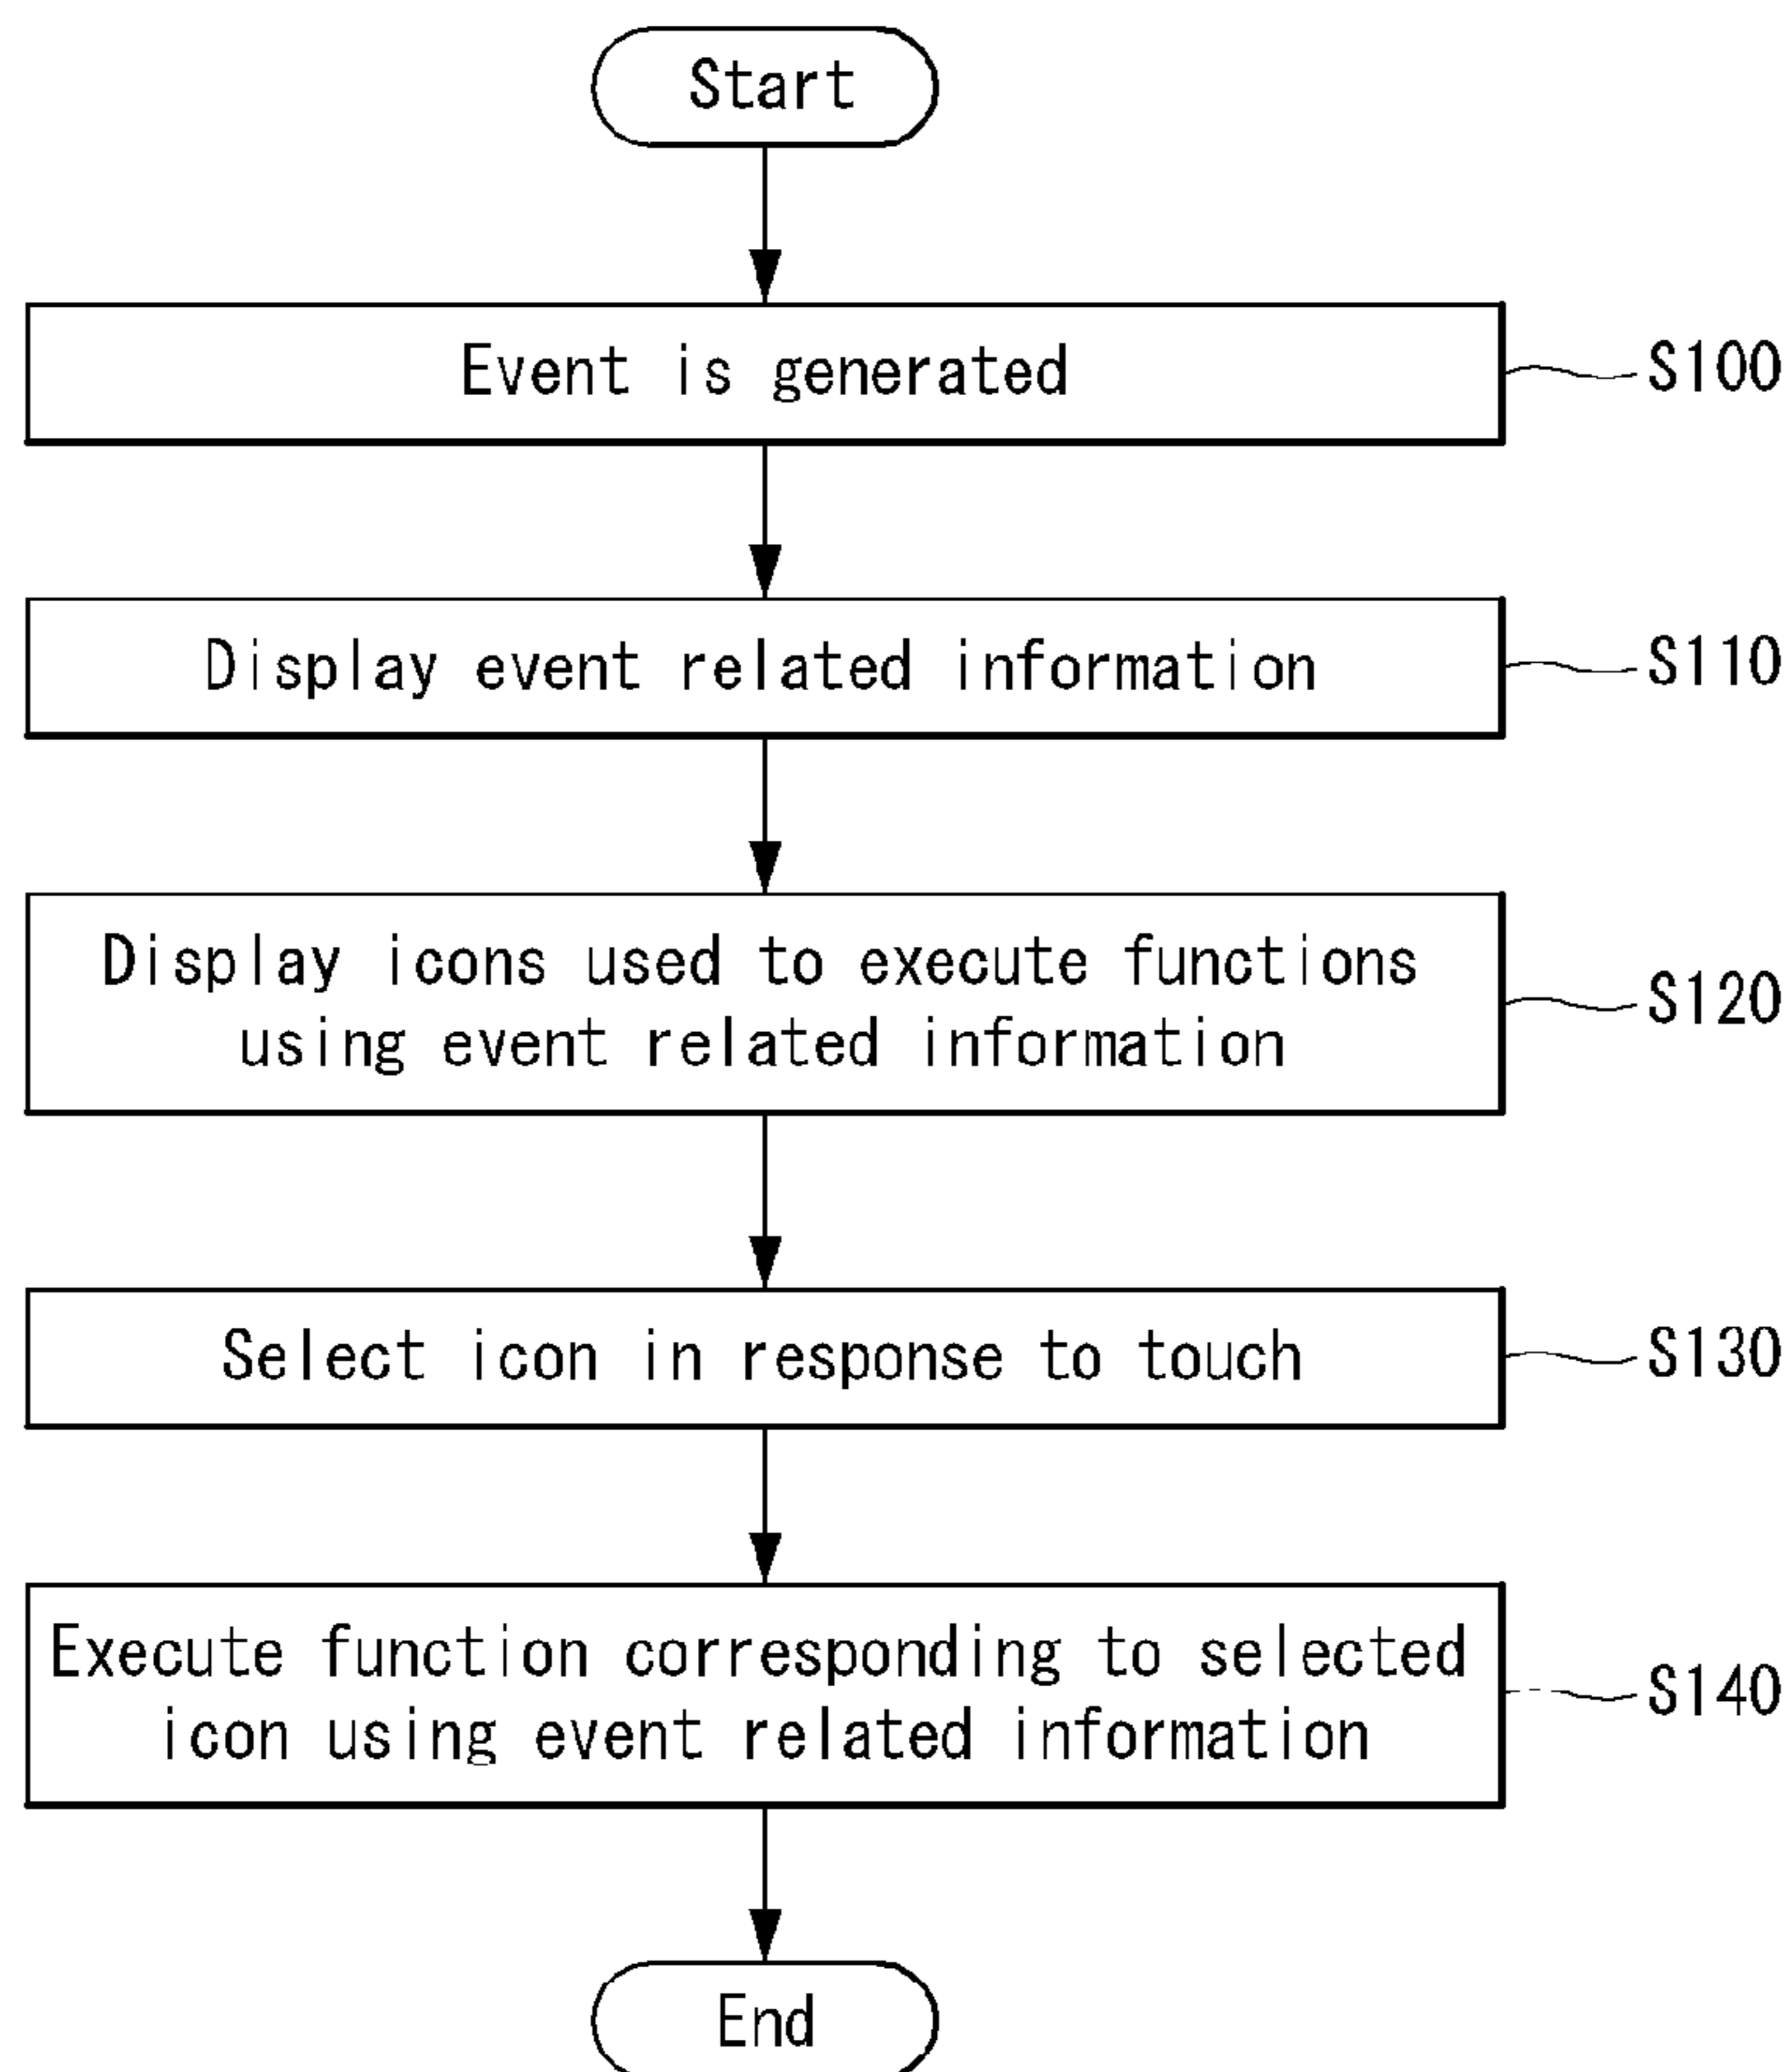 Start
Event is generated
S100
Display event related information
S110
Display icons used to execute functions
using event related information
S120
Select icon in response to touch
S130
Execute function corresponding to selected
icon using event related information
S140
End